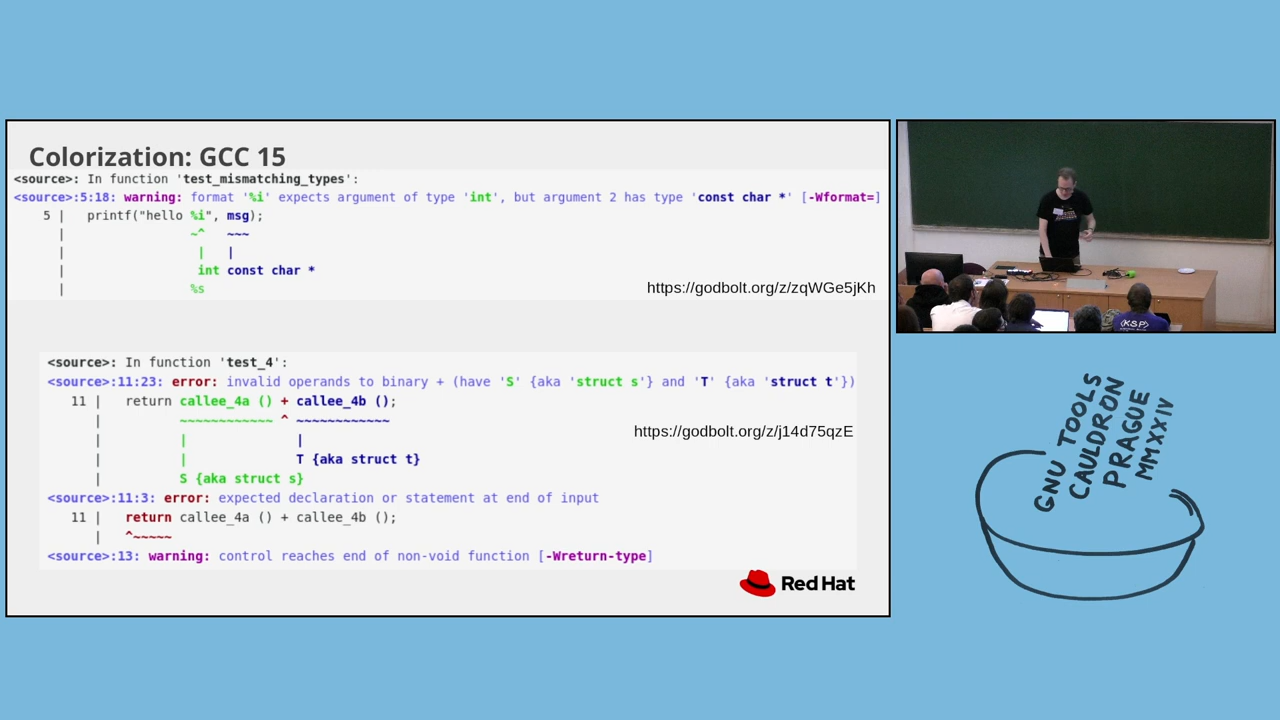 Colorization: GCC 15
<source>: In function 'test_mismatching_types':
<source>:5:18: warning: format '%i' expects argument of type 'int', but argument 2 has type 'const char *' [-Wformat=]
5 | printf("hello %i", msg);
| ~^ ~~~
| | |
| int const char *
| %s
https://godbolt.org/z/zqWGe5jKh
<source>: In function 'test_4':
<source>:11:23: error: invalid operands to binary + (have 'S' {aka 'struct s'} and 'T' {aka 'struct t'})
11 | return callee_4a () + callee_4b ();
| ~~~~~~~~~~~~ ^ ~~~~~~~~~~~~
| | |
| | T {aka struct t}
| S {aka struct s}
https://godbolt.org/z/j14d75qzE
<source>:11:3: error: expected declaration or statement at end of input
11 | return callee_4a () + callee_4b ();
| ^~~~~~
<source>:13: warning: control reaches end of non-void function [-Wreturn-type]
Red Hat
(KSP)
GNU TOOLS
CAULDRON
PRAGUE
MMXXIV